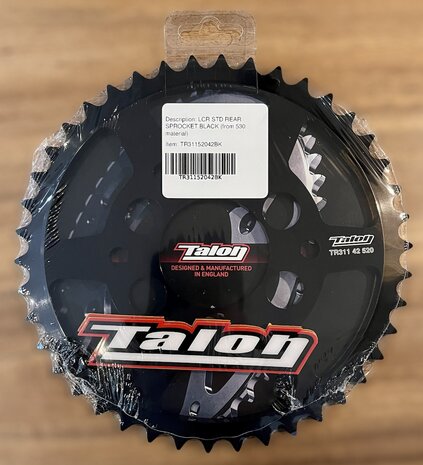 Description: LCR STD REAR
SPROCKET BLACK (from 530
material)
Item: TR31152042BK
TR31152042BK
Talon
TR311 42 520
Talon
DESIGNED & MANUFACTURED
IN ENGLAND
Talon